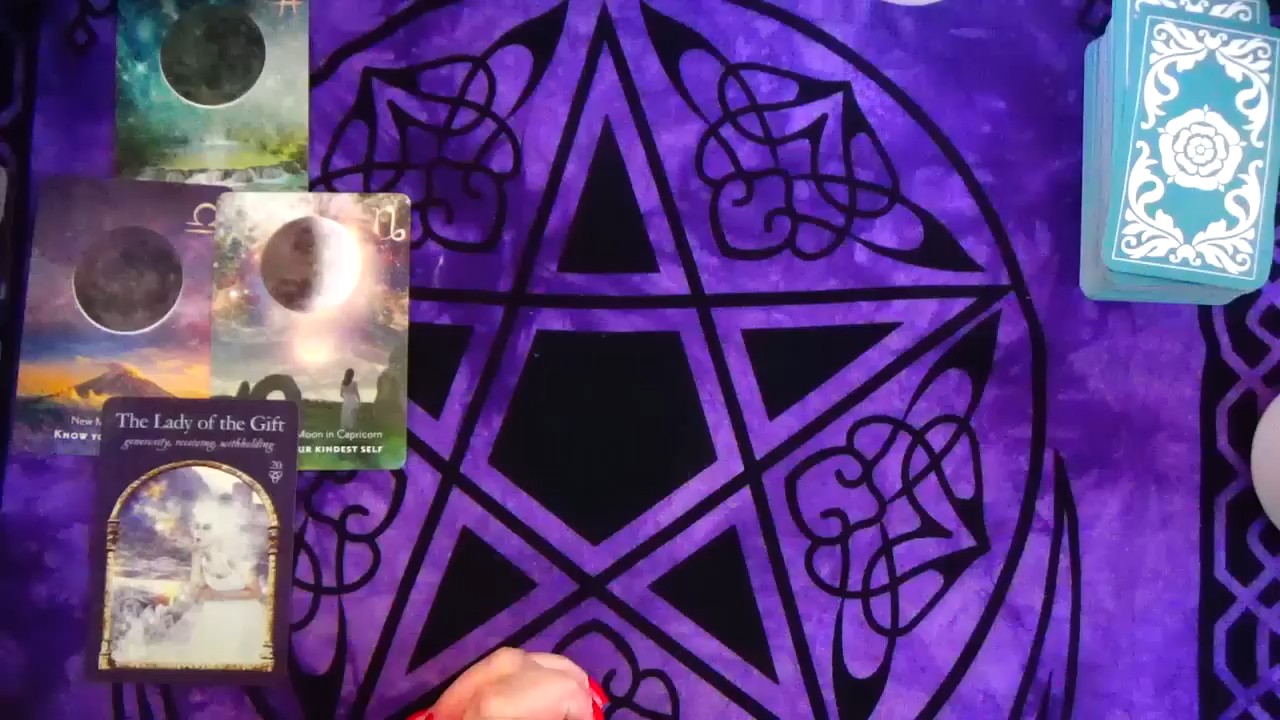 New M
KNOW YO
Moon in Capricorn
UR KINDEST SELF
The Lady of the Gift
generosity, receiving, withholding
20